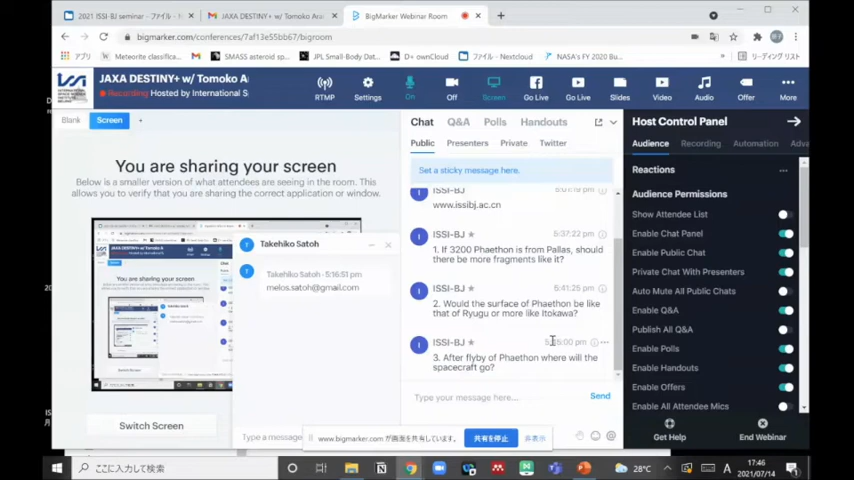 2021 ISSI-BJ seminar - ファイル - 
JAXA DESTINY+ w/ Tomoko Ar
BigMarker Webinar Room
bigmarker.com/conferences/7af13e55bb67/bigroom
アプリ
Meteorite classificat...
SMASS asteroid sp...
JPL Small-Body Dat...
D+ ownCloud
ファイル - Nextcloud
NASA's FY 2020 Bu...
リーディング リスト
JAXA DESTINY+ w/ Tomoko A
Recording Hosted by International S
RTMP
Settings
On
Off
Screen
Go Live
Go Live
Slides
Video
Audio
Offer
More
Blank
Screen
You are sharing your screen
Below is a smaller version of what attendees are seeing in the room. This
allows you to verify that you are sharing the correct application or window.
Switch Screen
Takehiko Satoh
Takehiko Satoh - 5:16:51 pm
melos.satoh@gmail.com
Type a message
Chat
Q&A
Polls
Handouts
Public
Presenters
Private
Twitter
Set a sticky message here.
ISSI-BJ
www.issibj.ac.cn
ISSI-BJ ★ 5:37:22 pm
1. If 3200 Phaethon is from Pallas, should
there be more fragments like it?
ISSI-BJ ★ 5:41:25 pm
2. Would the surface of Phaethon be like
that of Ryugu or more like Itokawa?
ISSI-BJ ★
3. After flyby of Phaethon where will the
spacecraft go?
Type your message here...
Send
www.bigmarker.com が画面を共有しています。
共有を停止
非表示
Host Control Panel
Audience
Recording
Automation
Adva
Reactions
Audience Permissions
Show Attendee List
Enable Chat Panel
Enable Public Chat
Private Chat With Presenters
Auto Mute All Public Chats
Enable Q&A
Publish All Q&A
Enable Polls
Enable Handouts
Enable Offers
Enable All Attendee Mics
Get Help
End Webinar
ここに入力して検索
28°C
A
17:46
2021/07/14